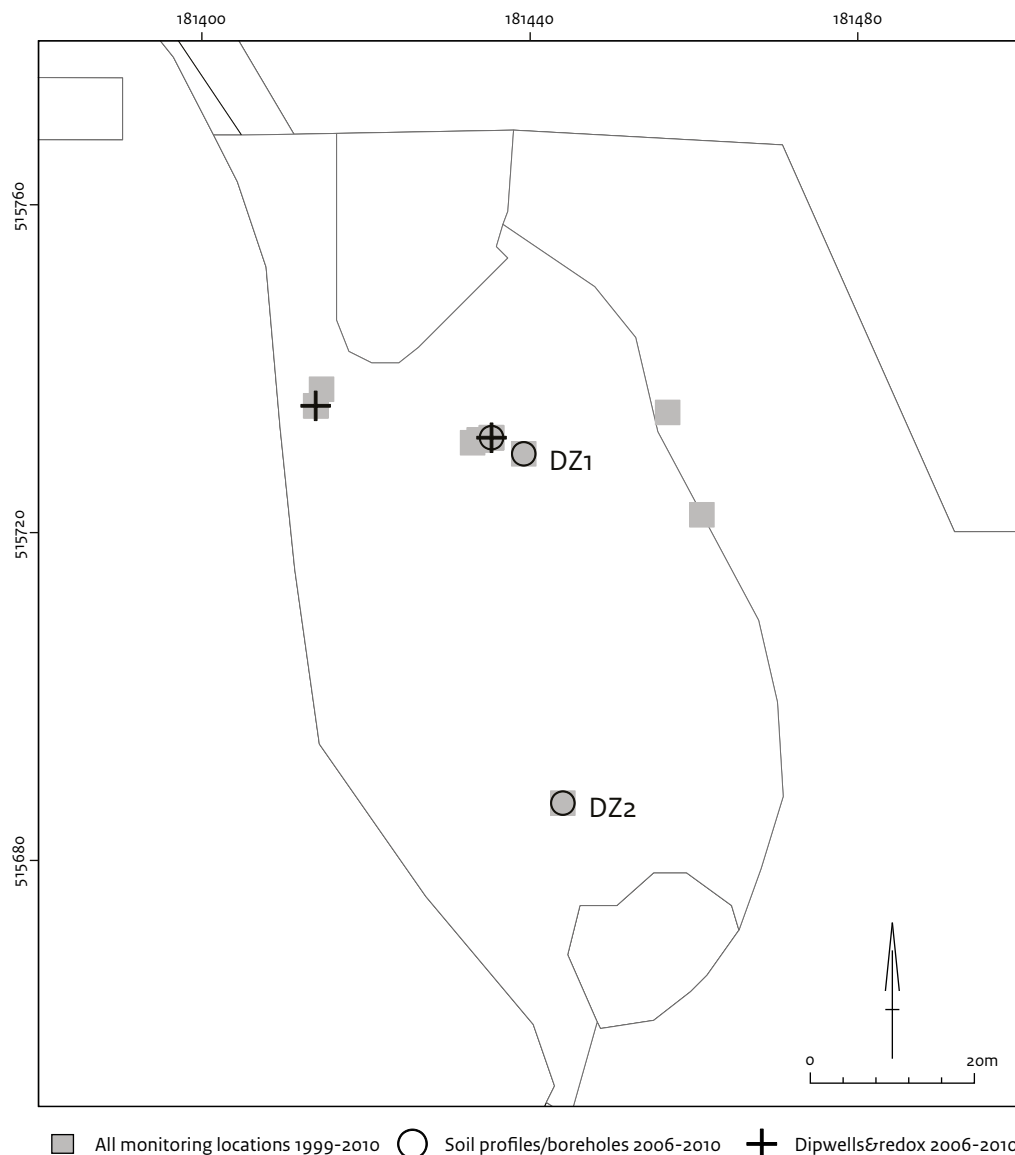 181400 181440 181480
515760
515720
515680
DZ1
DZ2
0 20m
All monitoring locations 1999-2010 Soil profiles/boreholes 2006-2010 Dipwells&redox 2006-2010